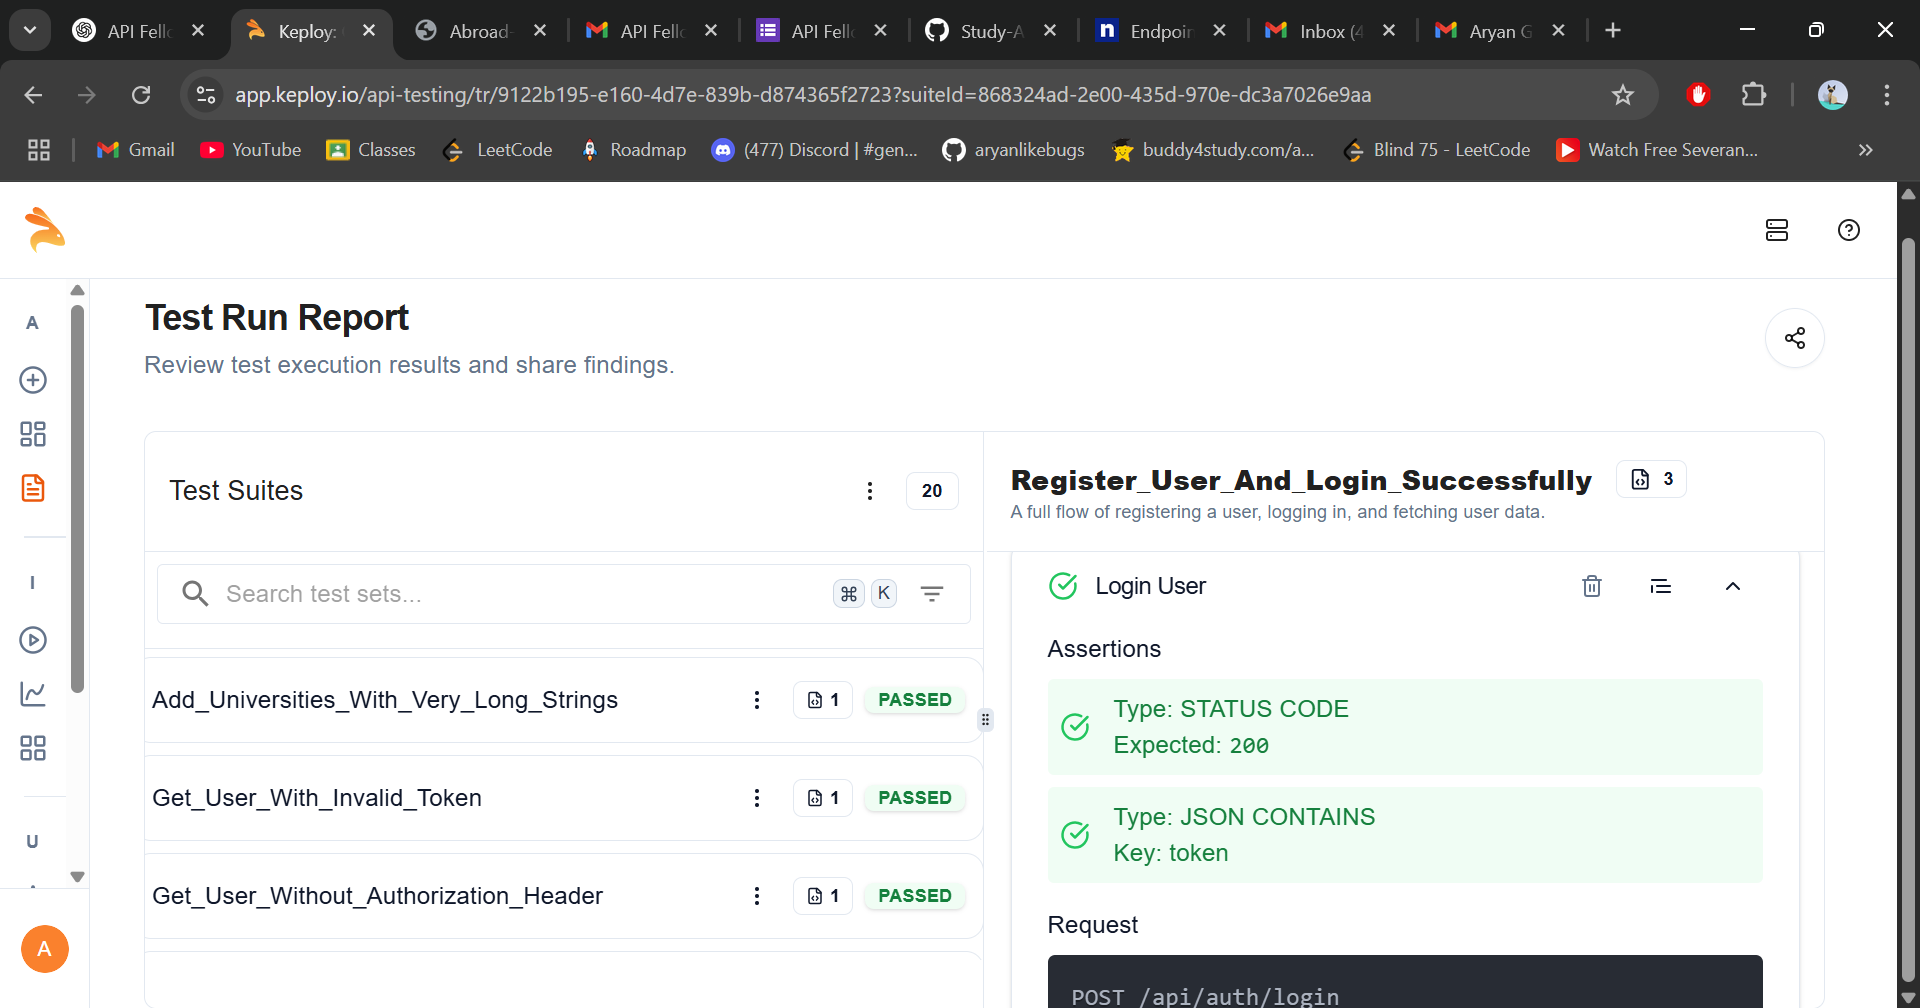 API Fellc
Keploy:
Abroad-
API Fellc
API Fell
Study-A
Endpoin
Inbox (4
Aryan G
app.keploy.io/api-testing/tr/9122b195-e160-4d7e-839b-d874365f2723?suiteId=868324ad-2e00-435d-970e-dc3a7026e9aa
Gmail
YouTube
Classes
LeetCode
Roadmap
(477) Discord | #gen...
aryanlikebugs
buddy4study.com/a...
Blind 75 - LeetCode
Watch Free Severan...
A
I
U
A
Test Run Report
Review test execution results and share findings.
Test Suites
20
Search test sets...
⌘ K
Add_Universities_With_Very_Long_Strings
1
PASSED
Get_User_With_Invalid_Token
1
PASSED
Get_User_Without_Authorization_Header
1
PASSED
Register_User_And_Login_Successfully
3
A full flow of registering a user, logging in, and fetching user data.
Login User
Assertions
Type: STATUS CODE
Expected: 200
Type: JSON CONTAINS
Key: token
Request
POST /api/auth/login